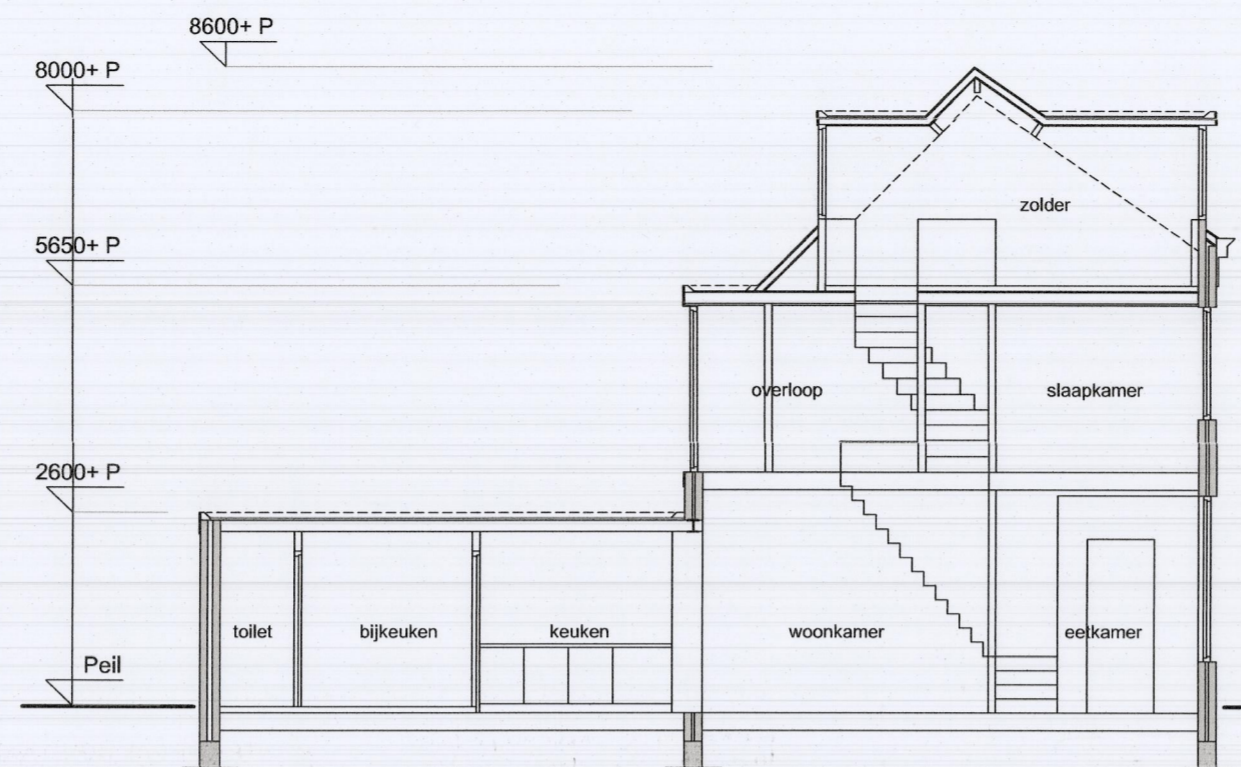 8600+ P
8000+ P
zolder
5650+ P
overloop
slaapkamer
2600+ P
toilet
bijkeuken
keuken
woonkamer
eetkamer
Peil